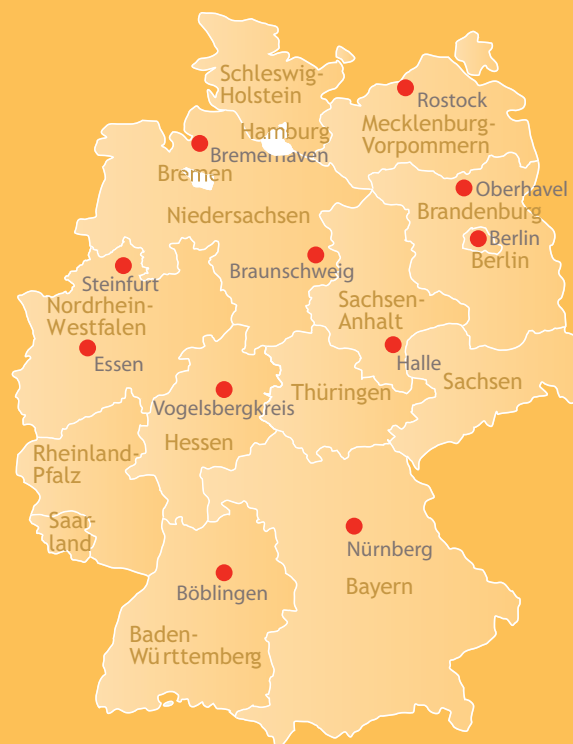 Schleswig-
Holstein
Rostock
Hamburg
Mecklenburg-
Vorpommern
Bremerhaven
Bremen
Oberhavel
Niedersachsen
Brandenburg
Berlin
Berlin
Braunschweig
Steinfurt
Nordrhein-
Westfalen
Sachsen-
Anhalt
Essen
Halle
Sachsen
Thüringen
Vogelsbergkreis
Hessen
Rheinland-
Pfalz
Saar-
land
Nürnberg
Böblingen
Bayern
Baden-
Württemberg